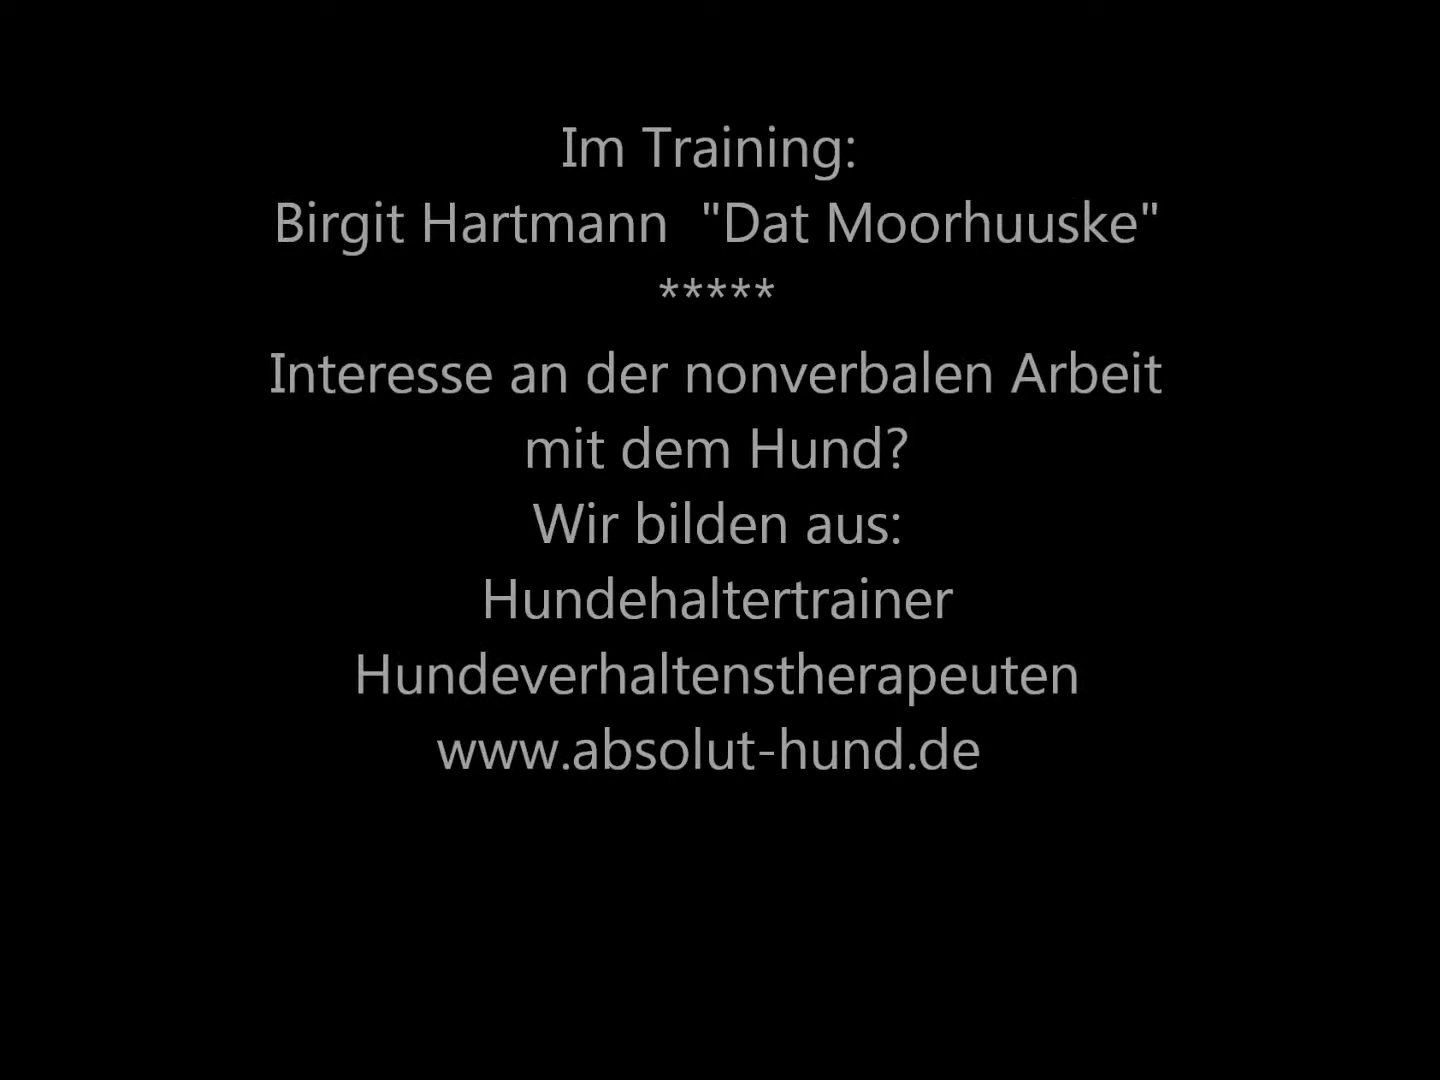 Im Training:
Birgit Hartmann  "Dat Moorhuuske"
*****
Interesse an der nonverbalen Arbeit
mit dem Hund?
Wir bilden aus:
Hundehaltertrainer
Hundeverhaltenstherapeuten
www.absolut-hund.de